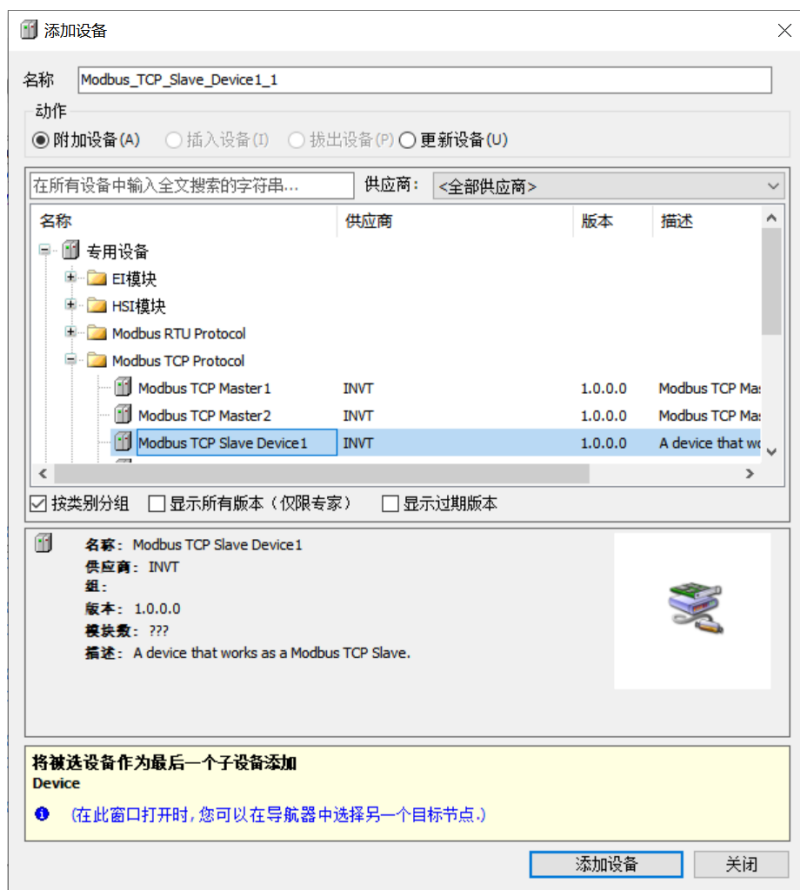 添加设备
名称 Modbus_TCP_Slave_Device1_1
动作
附加设备(A) 插入设备(I) 拔出设备(P) 更新设备(U)
在所有设备中输入全文搜索的字符串... 供应商： <全部供应商>
名称 供应商 版本 描述
专用设备
EI模块
HSI模块
Modbus RTU Protocol
Modbus TCP Protocol
Modbus TCP Master1 INVT 1.0.0.0 Modbus TCP Mas
Modbus TCP Master2 INVT 1.0.0.0 Modbus TCP Mas
Modbus TCP Slave Device1 INVT 1.0.0.0 A device that wo
按类别分组 显示所有版本（仅限专家） 显示过期版本
名称： Modbus TCP Slave Device1
供应商： INVT
组：
版本： 1.0.0.0
模块数： ???
描述： A device that works as a Modbus TCP Slave.
将被选设备作为最后一个子设备添加
Device
(在此窗口打开时,您可以在导航器中选择另一个目标节点.)
添加设备 关闭